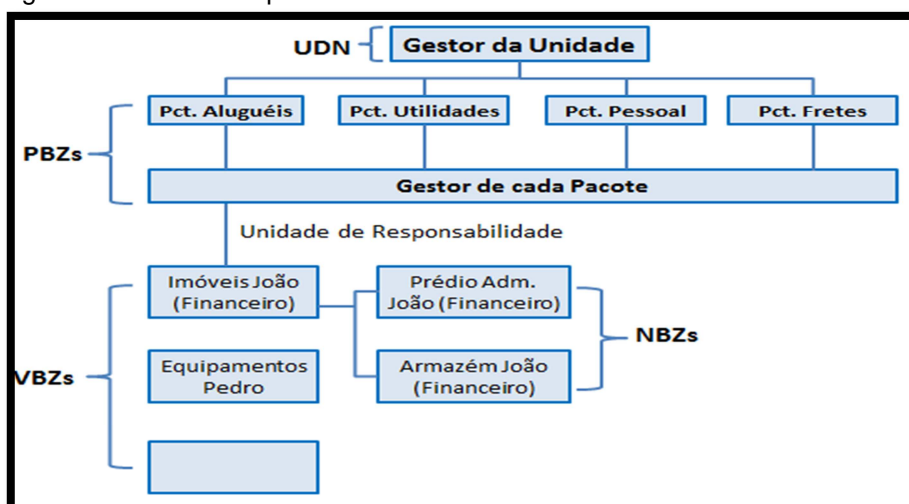 UDN
Gestor da Unidade
Pct. Aluguéis
Pct. Utilidades
Pct. Pessoal
Pct. Fretes
PBZs
Gestor de cada Pacote
Unidade de Responsabilidade
Imóveis João
(Financeiro)
Prédio Adm.
João (Financeiro)
NBZs
VBZs
Equipamentos
Pedro
Armazém João
(Financeiro)